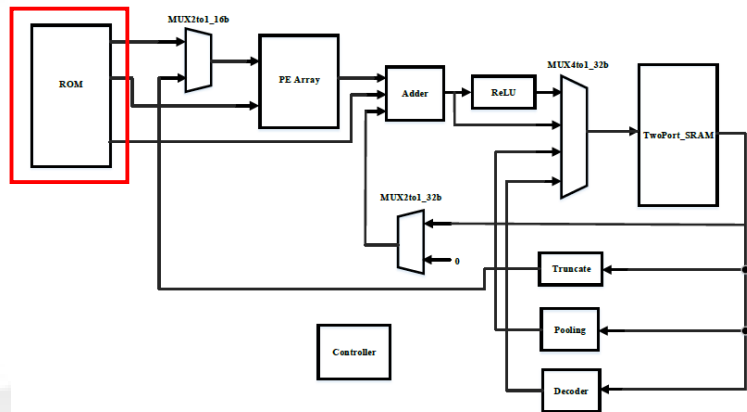 MUX2to1_16b
ROM
PE Array
Adder
ReLU
MUX4to1_32b
TwoPort_SRAM
MUX2to1_32b
0
Truncate
Pooling
Controller
Decoder